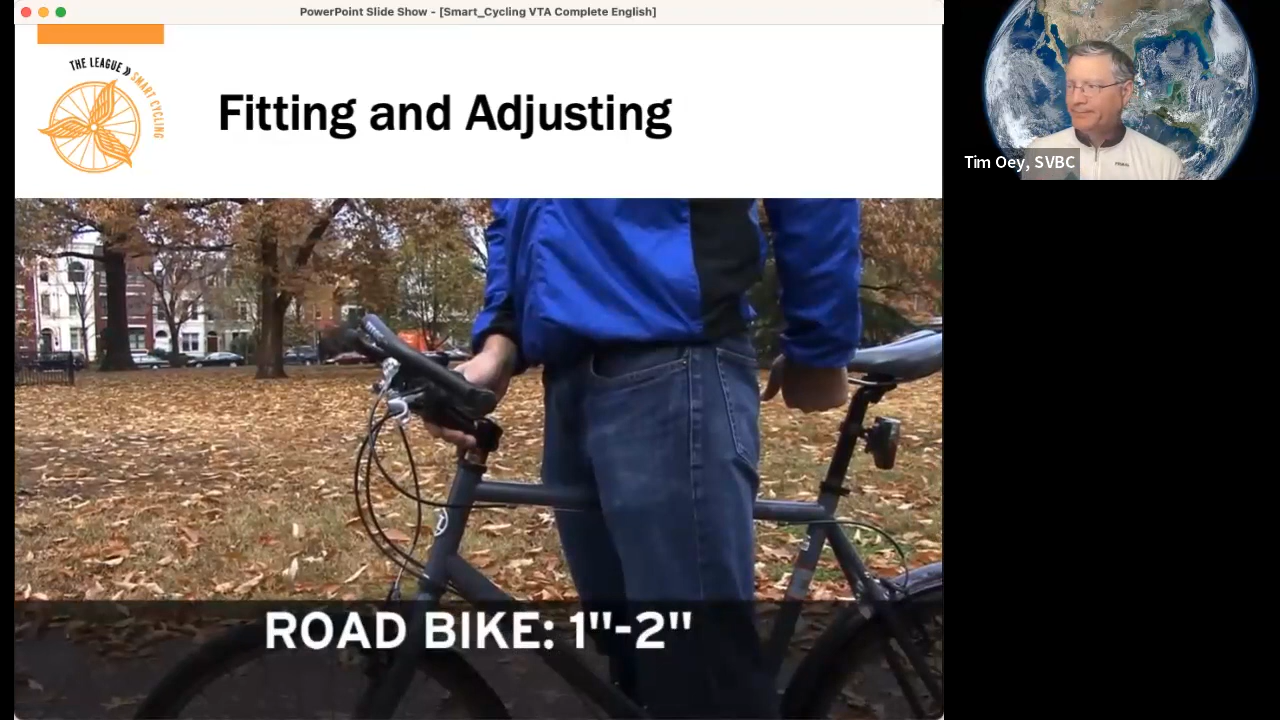 PowerPoint Slide Show - [Smart_Cycling VTA Complete English]
THE LEAGUE
SMART CYCLING
Fitting and Adjusting
Tim Oey, SVBC
ROAD BIKE: 1"-2"